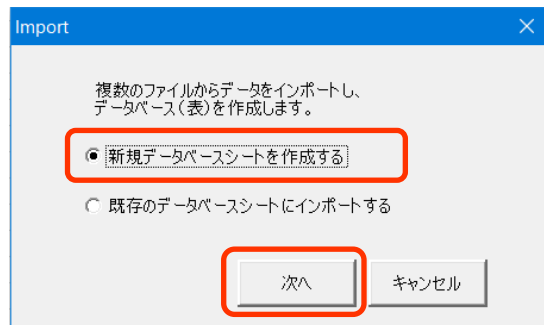 Import
複数のファイルからデータをインポートし、
データベース(表)を作成します。
新規データベースシートを作成する
既存のデータベースシートにインポートする
次へ
キャンセル